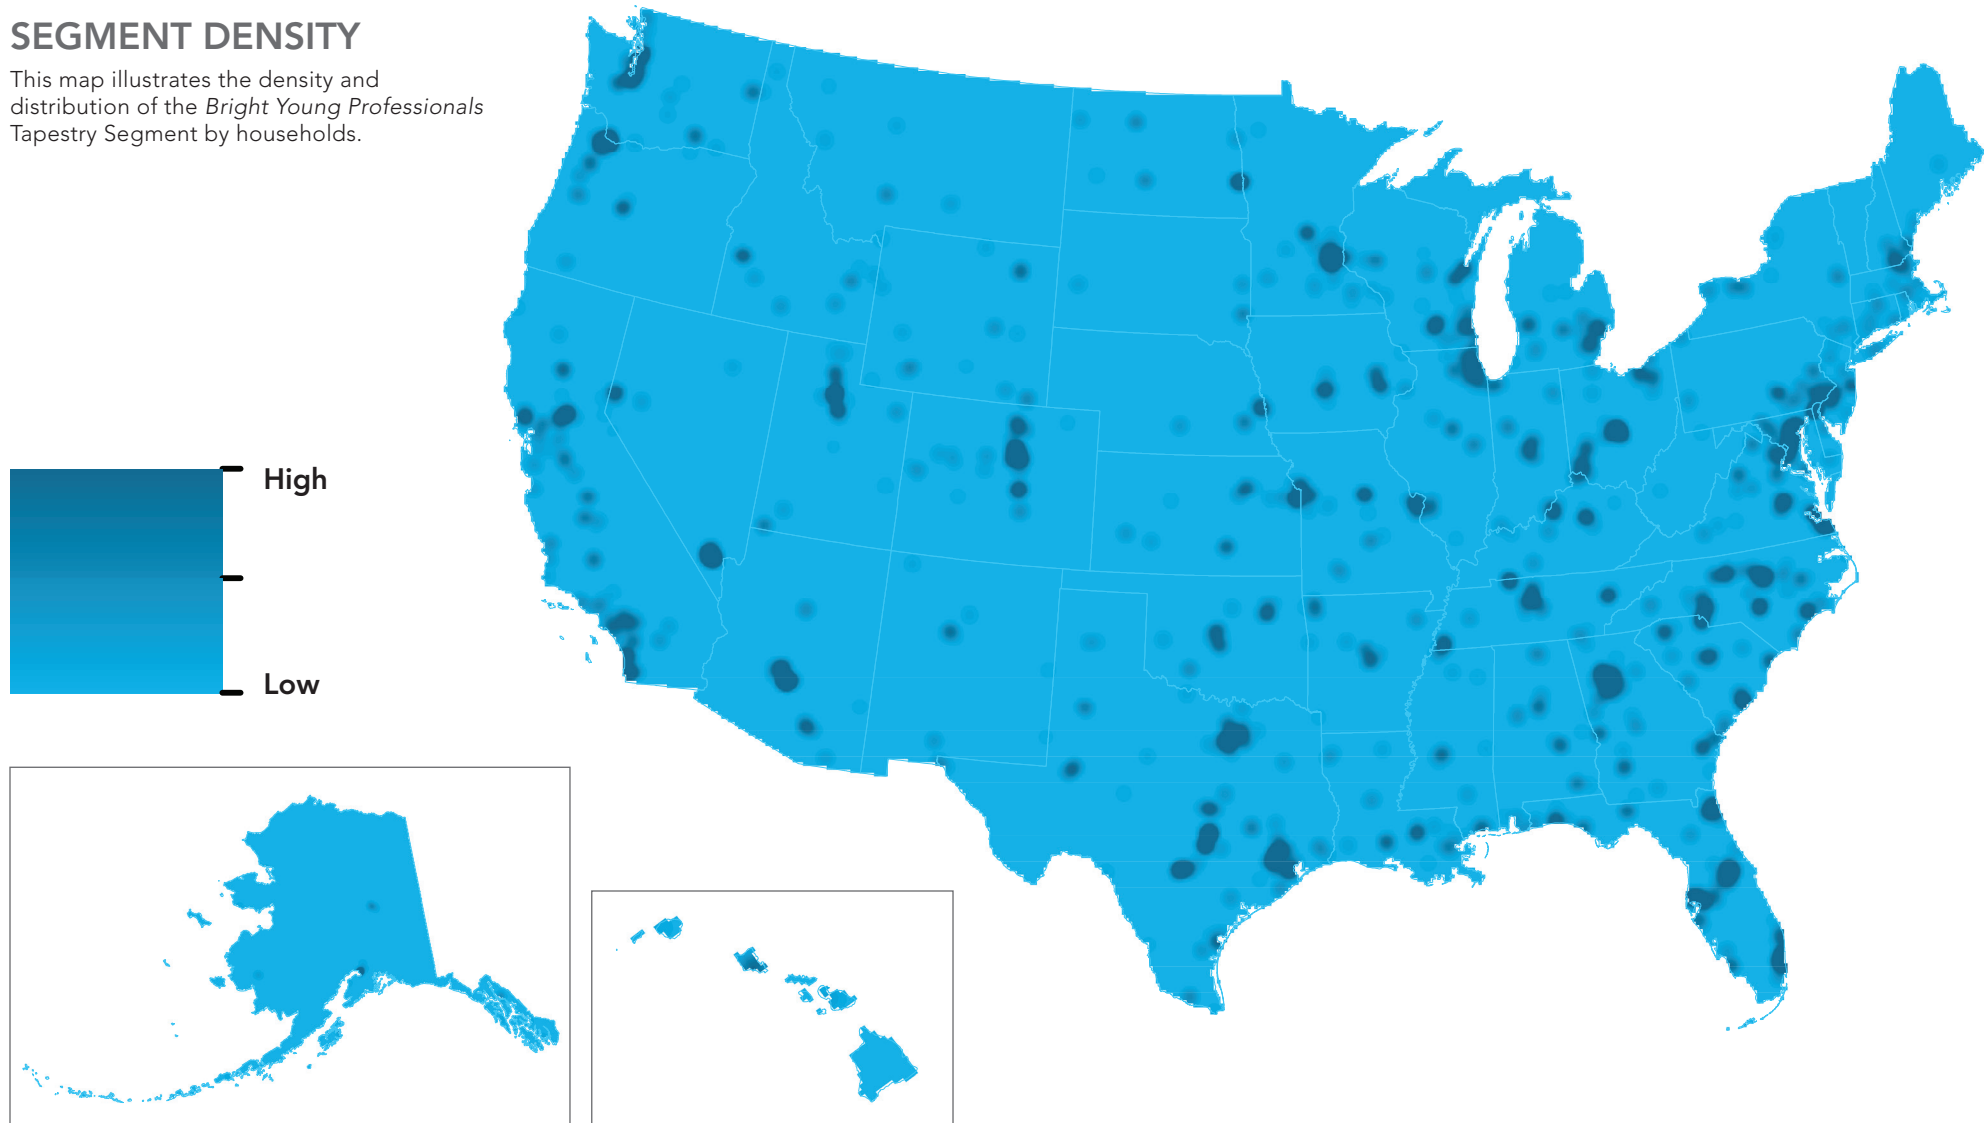 SEGMENT DENSITY
This map illustrates the density and
distribution of the Bright Young Professionals
Tapestry Segment by households.
High
Low